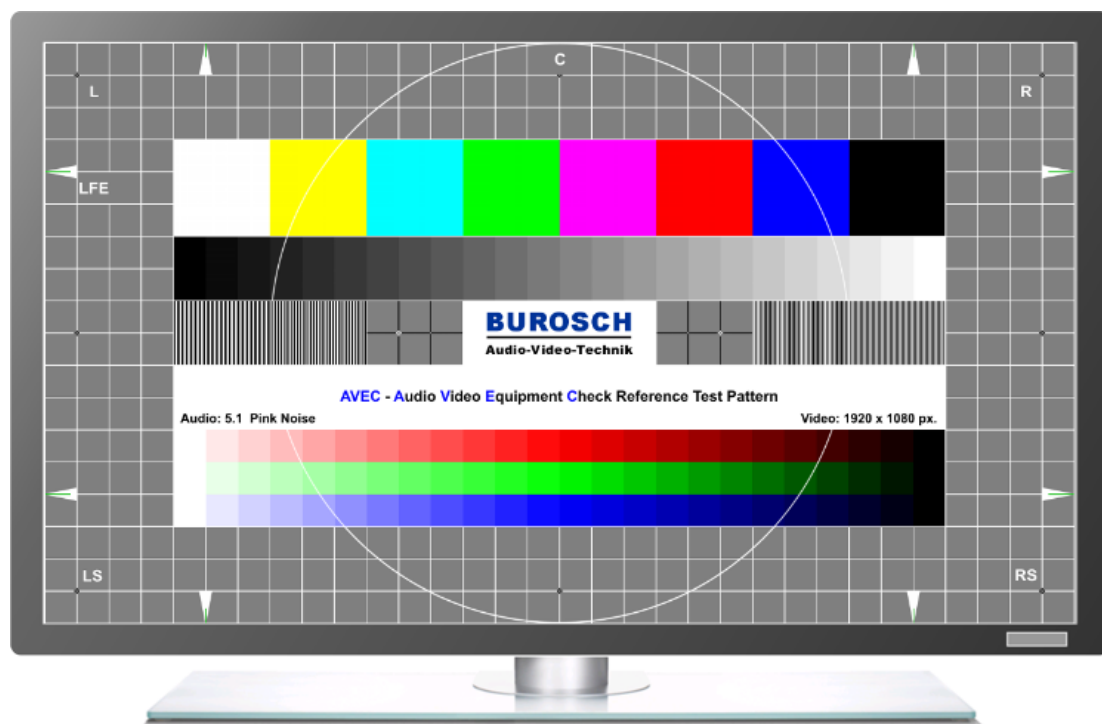 C
L
R
LFE
BUROSCH
Audio-Video-Technik
AVEC - Audio Video Equipment Check Reference Test Pattern
Audio: 5.1 Pink Noise
Video: 1920 x 1080 px.
LS
RS